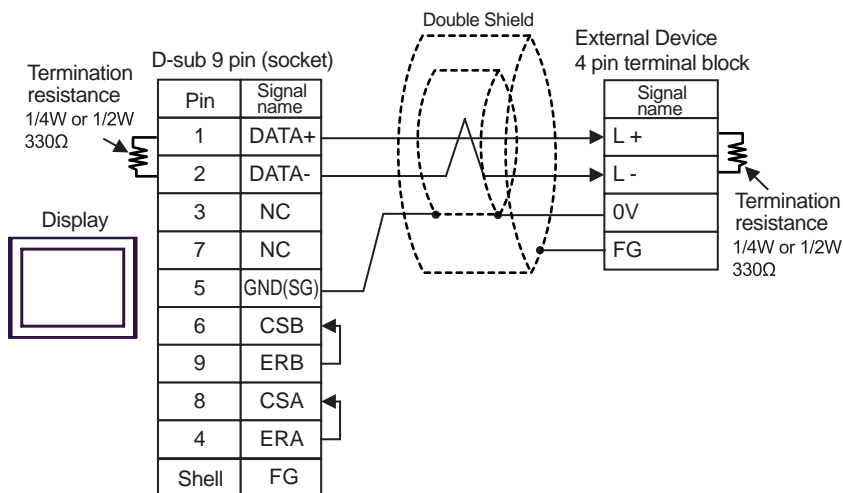 Double Shield
D-sub 9 pin (socket)
External Device
4 pin terminal block
Termination
resistance
1/4W or 1/2W
330Ω
Pin Signal name
1 DATA+
2 DATA-
3 NC
7 NC
5 GND(SG)
6 CSB
9 ERB
8 CSA
4 ERA
Shell FG
Display
Signal
name
L +
L -
0V
FG
Termination
resistance
1/4W or 1/2W
330Ω